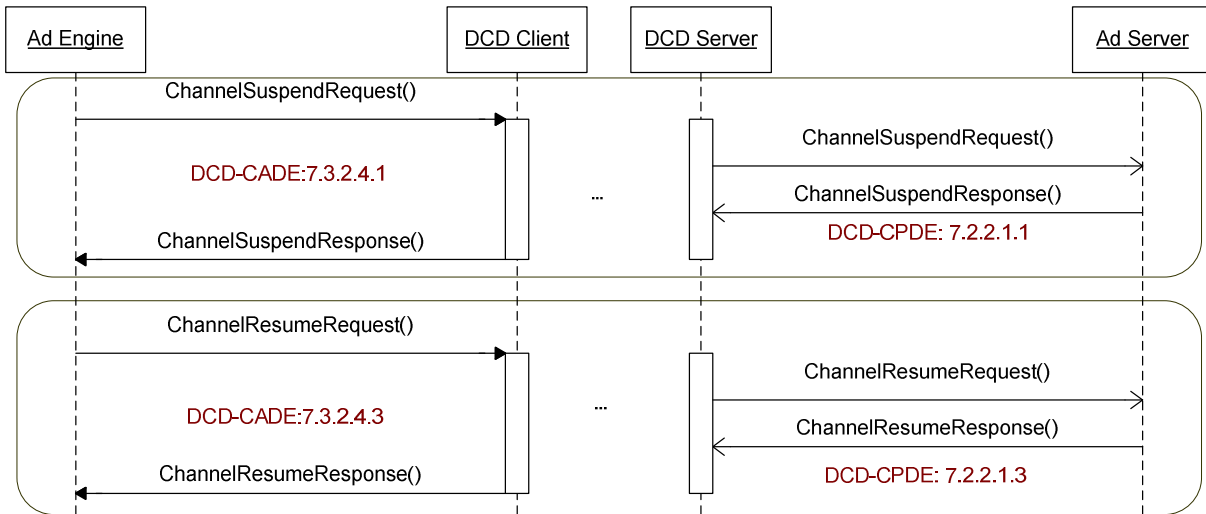 Ad Engine
DCD Client
DCD Server
Ad Server
ChannelSuspendRequest()
ChannelSuspendRequest()
DCD-CADE:7.3.2.4.1
...
ChannelSuspendResponse()
DCD-CPDE: 7.2.2.1.1
ChannelSuspendResponse()
ChannelResumeRequest()
ChannelResumeRequest()
DCD-CADE:7.3.2.4.3
...
ChannelResumeResponse()
ChannelResumeResponse()
DCD-CPDE: 7.2.2.1.3